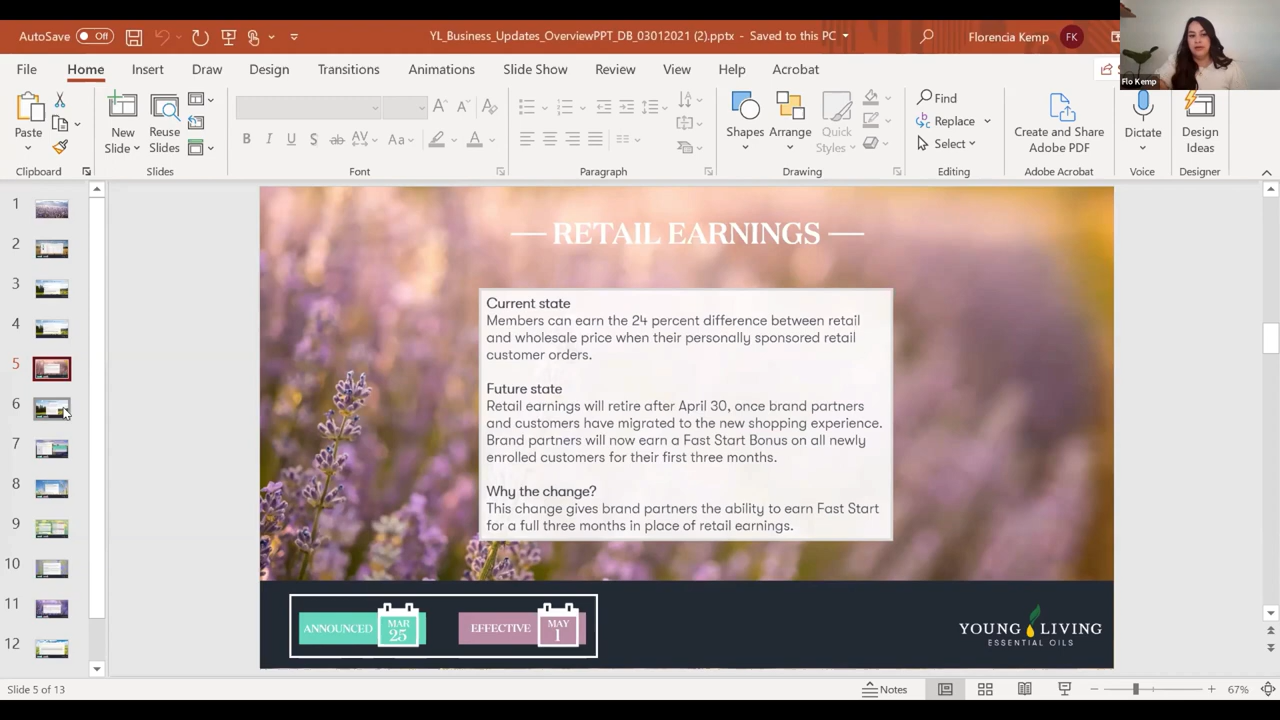 AutoSave
Off
YL_Business_Updates_OverviewPPT_DB_03012021 (2).pptx - Saved to this PC
Florencia Kemp
FK
Flo Kemp
File
Home
Insert
Draw
Design
Transitions
Animations
Slide Show
Review
View
Help
Acrobat
Paste
New
Slide
Reuse
Slides
B
I
U
S
ab
AV
Aa
A
Shapes
Arrange
Quick
Styles
Find
Replace
Select
Create and Share
Adobe PDF
Dictate
Design
Ideas
Clipboard
Slides
Font
Paragraph
Drawing
Editing
Adobe Acrobat
Voice
Designer
1
2
3
4
5
6
7
8
9
10
11
12
RETAIL EARNINGS
Current state
Members can earn the 24 percent difference between retail
and wholesale price when their personally sponsored retail
customer orders.
Future state
Retail earnings will retire after April 30, once brand partners
and customers have migrated to the new shopping experience.
Brand partners will now earn a Fast Start Bonus on all newly
enrolled customers for their first three months.
Why the change?
This change gives brand partners the ability to earn Fast Start
for a full three months in place of retail earnings.
ANNOUNCED
MAR
25
EFFECTIVE
MAY
1
YOUNG LIVING
ESSENTIAL OILS
Slide 5 of 13
Notes
67%